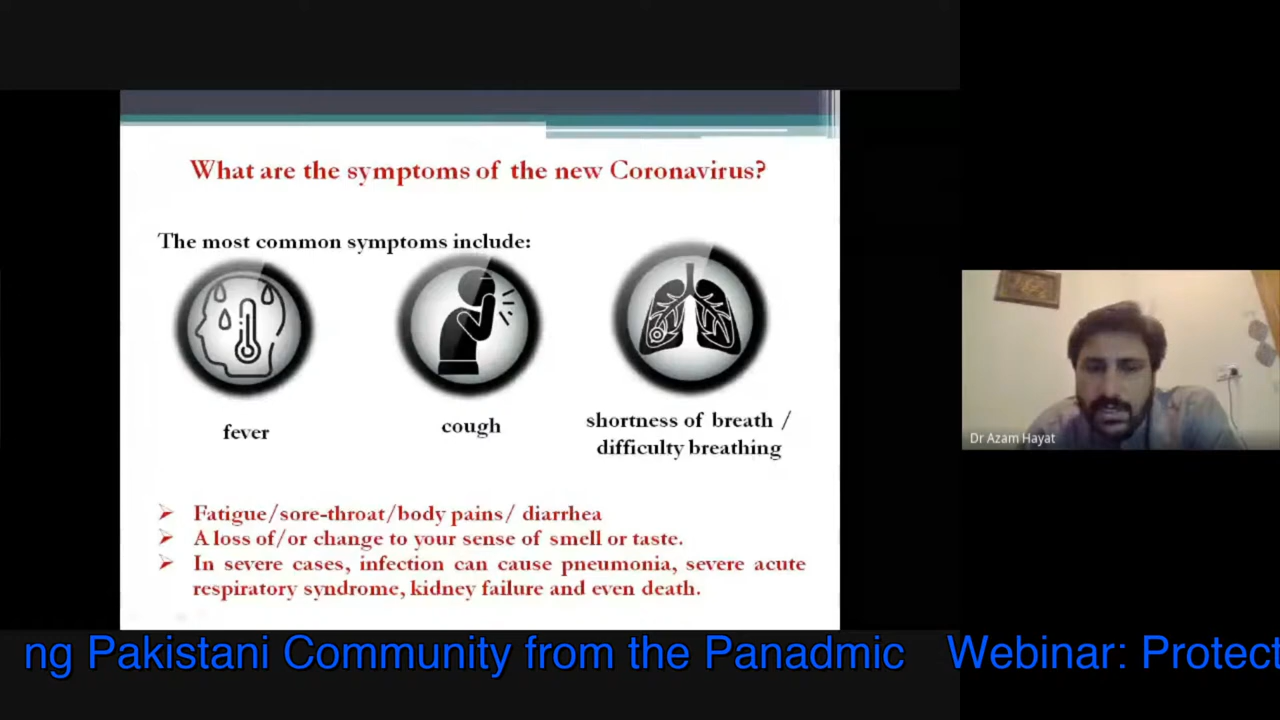 What are the symptoms of the new Coronavirus?
The most common symptoms include:
fever
cough
shortness of breath /
difficulty breathing
Fatigue/sore-throat/body pains/ diarrhea
A loss of/or change to your sense of smell or taste.
In severe cases, infection can cause pneumonia, severe acute
respiratory syndrome, kidney failure and even death.
Dr Azam Hayat
ng Pakistani Community from the Panadmic Webinar: Protect